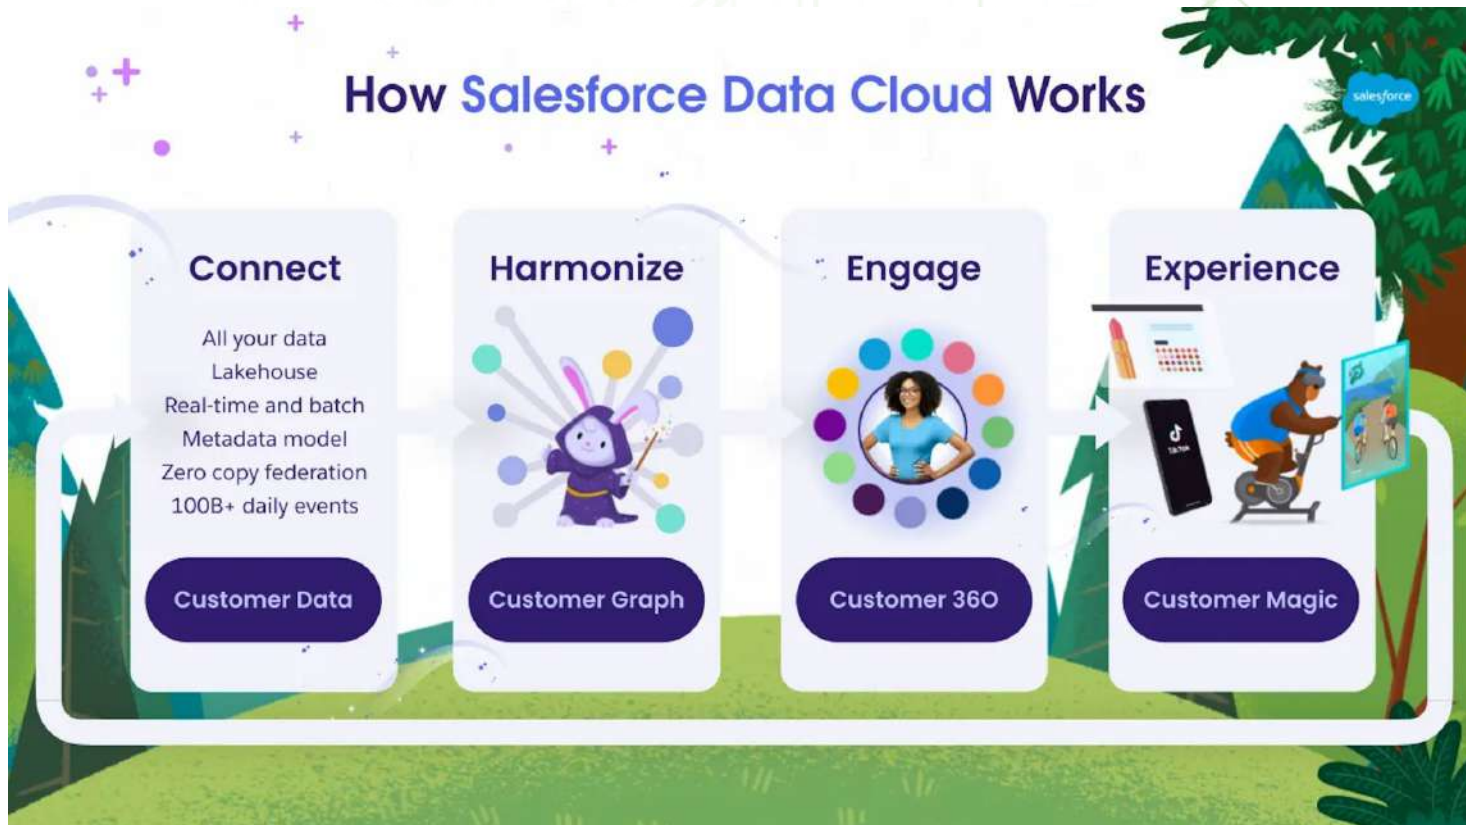 How Salesforce Data Cloud Works
salesforce
Connect
All your data
Lakehouse
Real-time and batch
Metadata model
Zero copy federation
100B+ daily events
Customer Data
Harmonize
Customer Graph
Engage
Customer 360
Experience
TikTok
Customer Magic